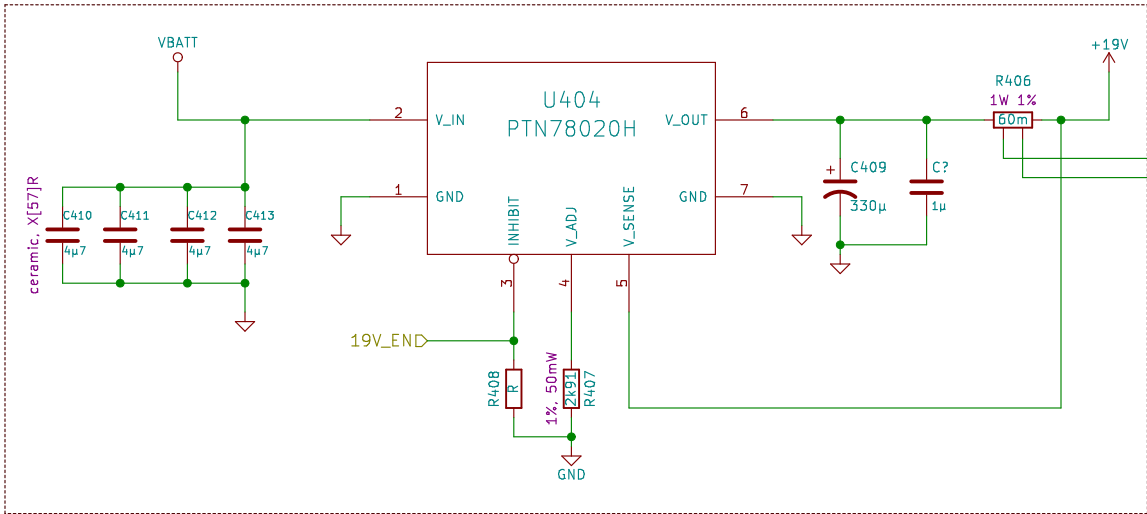 VBATT
+19V
R406
1W 1%
60m
U404
PTN78020H
2
V_IN
V_OUT
6
1
GND
GND
7
INHIBIT
V_ADJ
V_SENSE
3
4
5
ceramic, X[57]R
C410
4µ7
C411
4µ7
C412
4µ7
C413
4µ7
+
C409
330µ
C?
1µ
19V_EN
R408
R
1%, 50mW
2k91
R407
GND